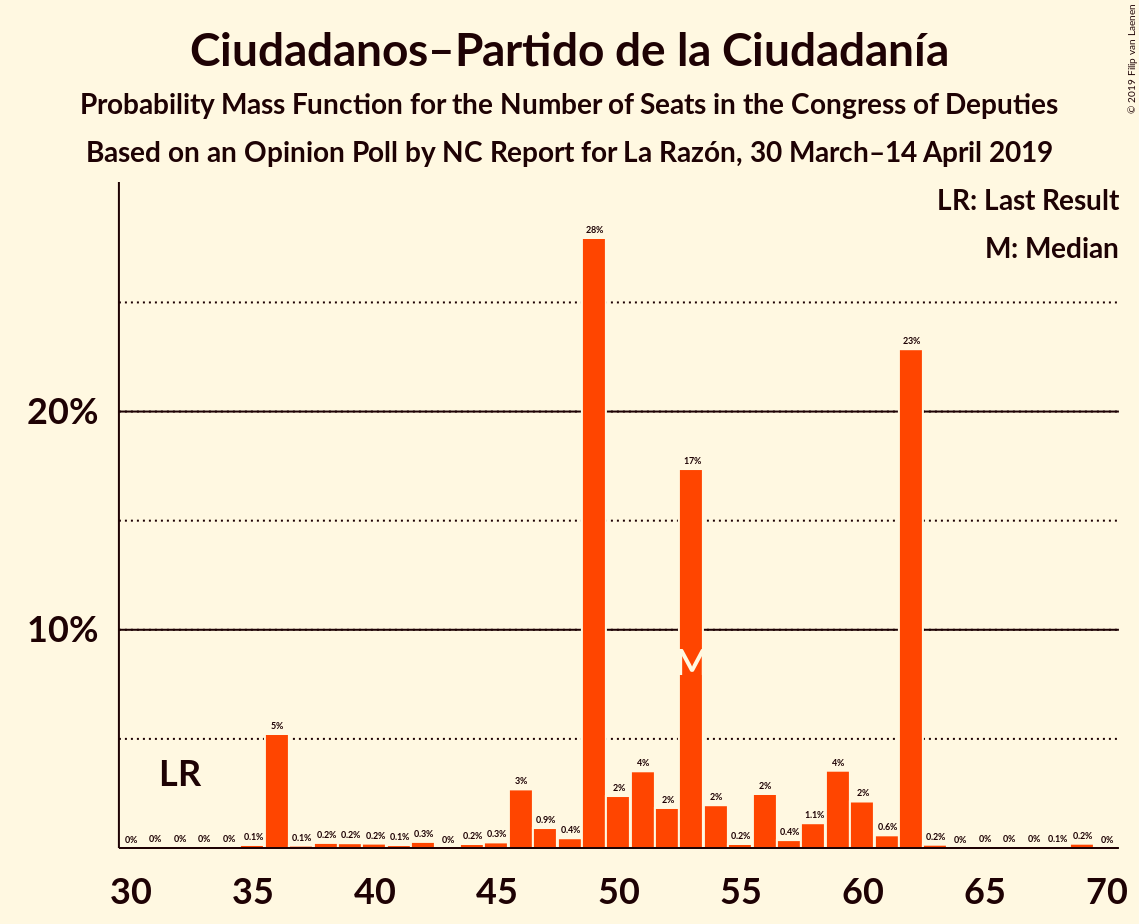 Ciudadanos–Partido de la Ciudadanía
Probability Mass Function for the Number of Seats in the Congress of Deputies
Based on an Opinion Poll by NC Report for La Razón, 30 March–14 April 2019
© 2019 Filip van Laenen
LR: Last Result
M: Median
20%
10%
LR
M
0% 0% 0% 0% 0% 0.1% 5% 0.1% 0.2% 0.2% 0.2% 0.1% 0.3% 0% 0.2% 0.3% 3% 0.9% 0.4% 28% 2% 4% 2% 17% 2% 0.2% 2% 0.4% 1.1% 4% 2% 0.6% 23% 0.2% 0% 0% 0% 0% 0.1% 0.2% 0%
30 35 40 45 50 55 60 65 70